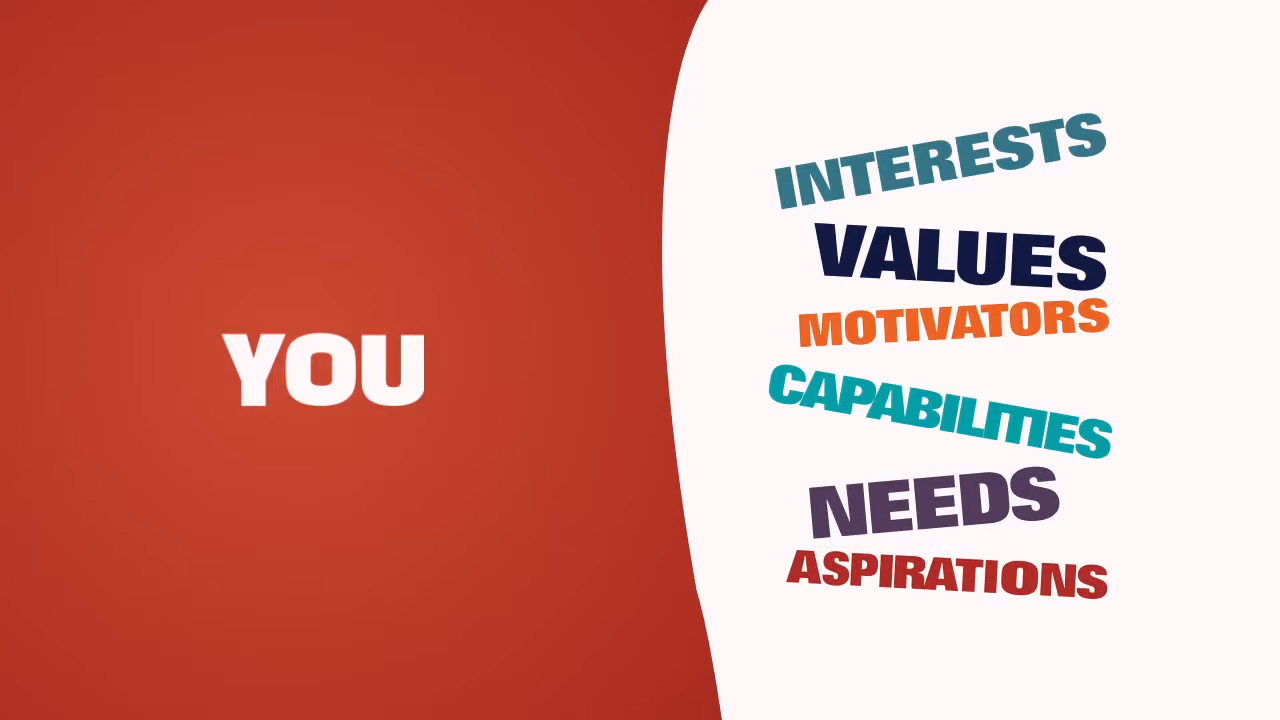 YOU
INTERESTS
VALUES
MOTIVATORS
CAPABILITIES
NEEDS
ASPIRATIONS